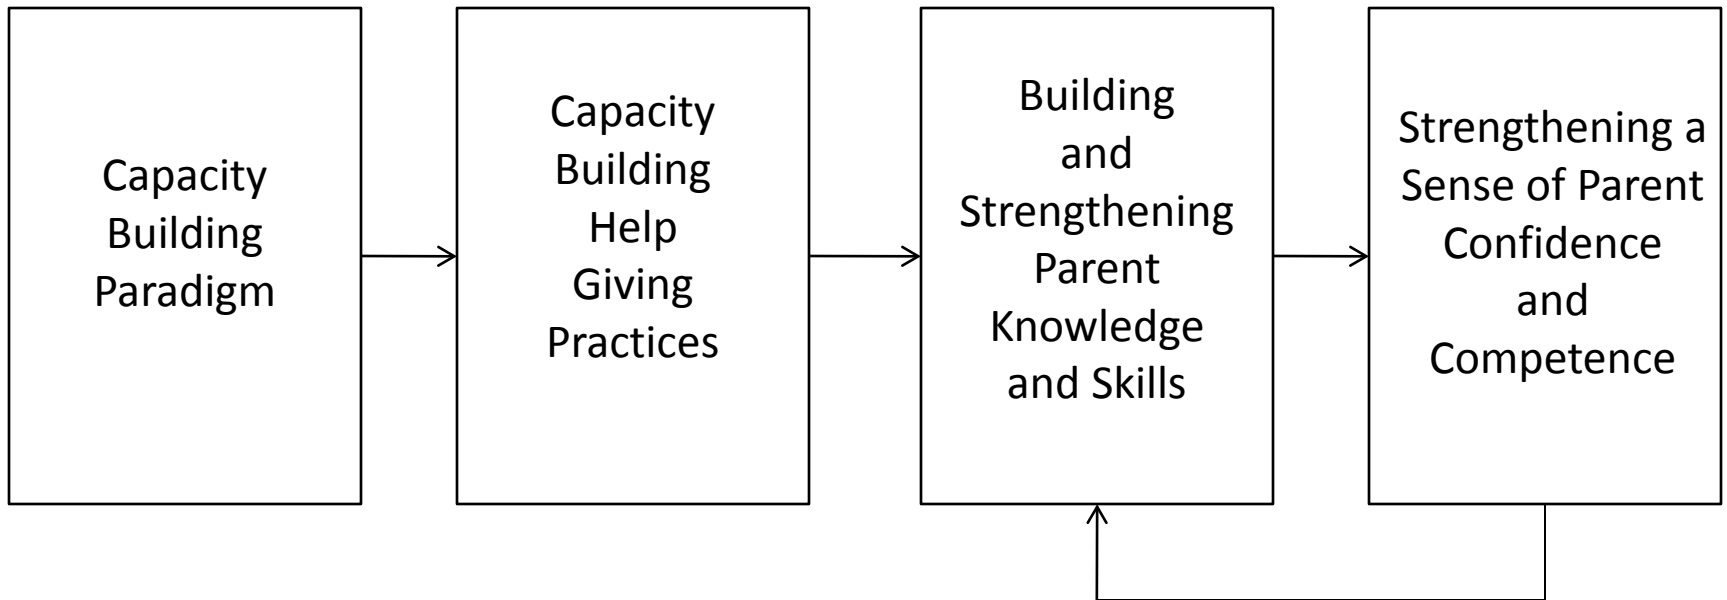 Capacity
Building
Paradigm
Capacity
Building
Help
Giving
Practices
Building
and
Strengthening
Parent
Knowledge
and Skills
Strengthening a
Sense of Parent
Confidence
and
Competence